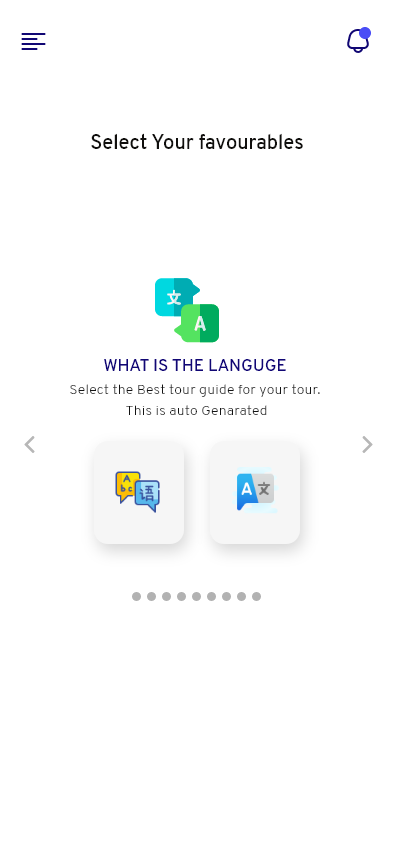 Select Your favourables
文
A
WHAT IS THE LANGUGE
Select the Best tour guide for your tour.
This is auto Genarated
A
b c
语
A
文